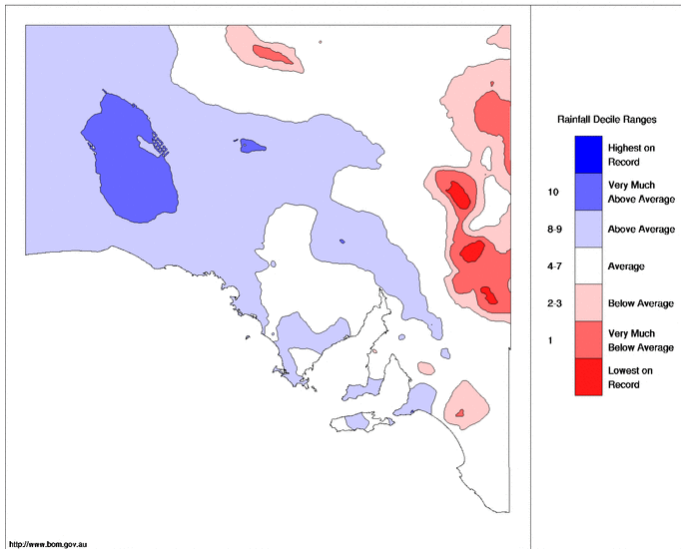 Rainfall Decile Ranges
Highest on
Record
10
Very Much
Above Average
8-9
Above Average
4-7
Average
2-3
Below Average
1
Very Much
Below Average
Lowest on
Record
http://www.bom.gov.au